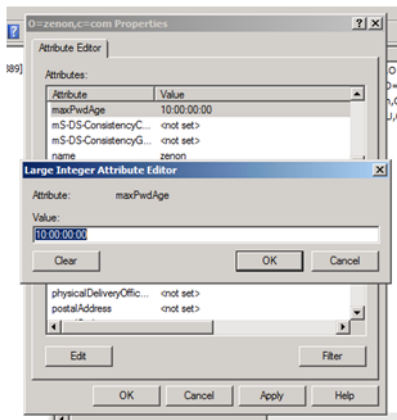 O=zenon,c=com Properties
Attribute Editor
389]
Attributes:
Attribute Value
maxPwdAge 10:00:00:00
mS-DS-ConsistencyC... <not set>
mS-DS-ConsistencyG... <not set>
name zenon
Large Integer Attribute Editor
Attribute: maxPwdAge
Value:
10:00:00:00
Clear OK Cancel
physicalDeliveryOffic... <not set>
postalAddress <not set>
Edit Filter
OK Cancel Apply Help